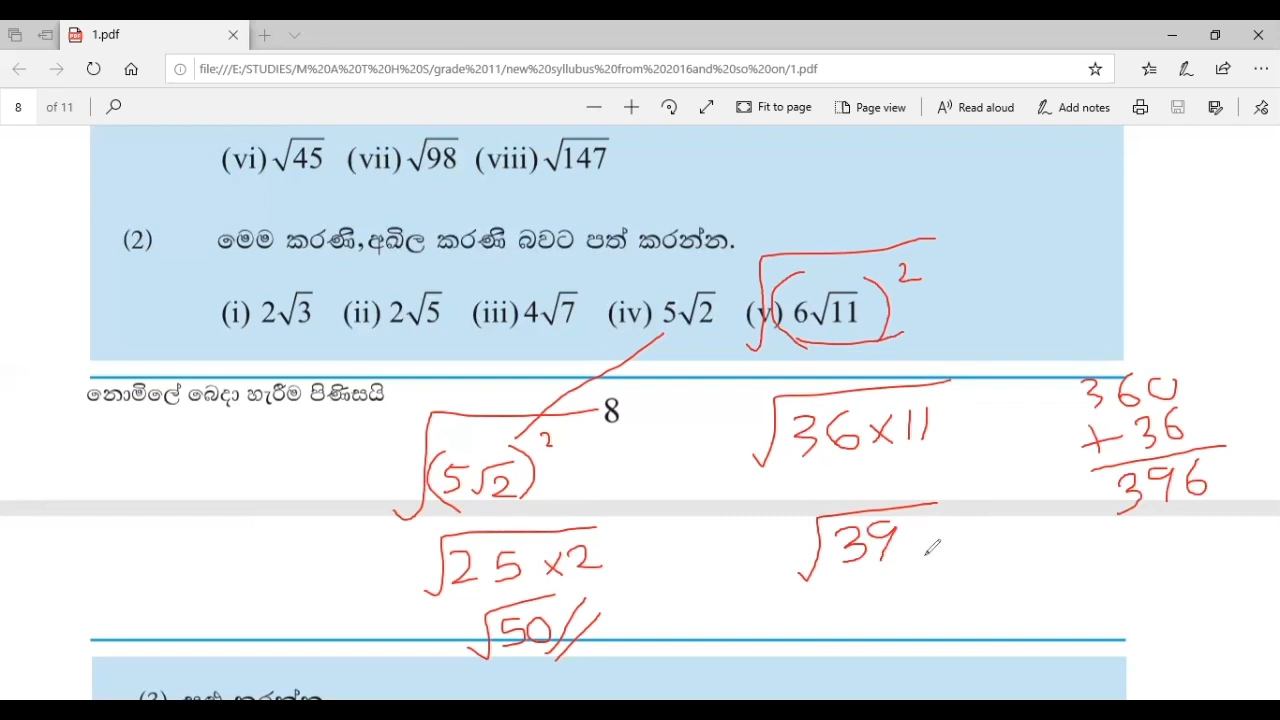 1.pdf
file:///E:/STUDIES/M%20A%20T%20H%20S/grade%2011/new%20syllubus%20from%202016and%20so%20on/1.pdf
8 of 11 Fit to page Page view Read aloud Add notes
(vi) √45 (vii) √98 (viii) √147
(2) මෙම කරණි,අඛිල කරණි බවට පත් කරන්න.
(i) 2√3 (ii) 2√5 (iii) 4√7 (iv) 5√2 (v) √(6√11)²
නොමිලේ බෙදා හැරීම පිණිසයි
8
√(5√2)²
√25 × 2
√50//
√36 × 11
√39
360
+ 36
396
(3) සුළු කරන්න